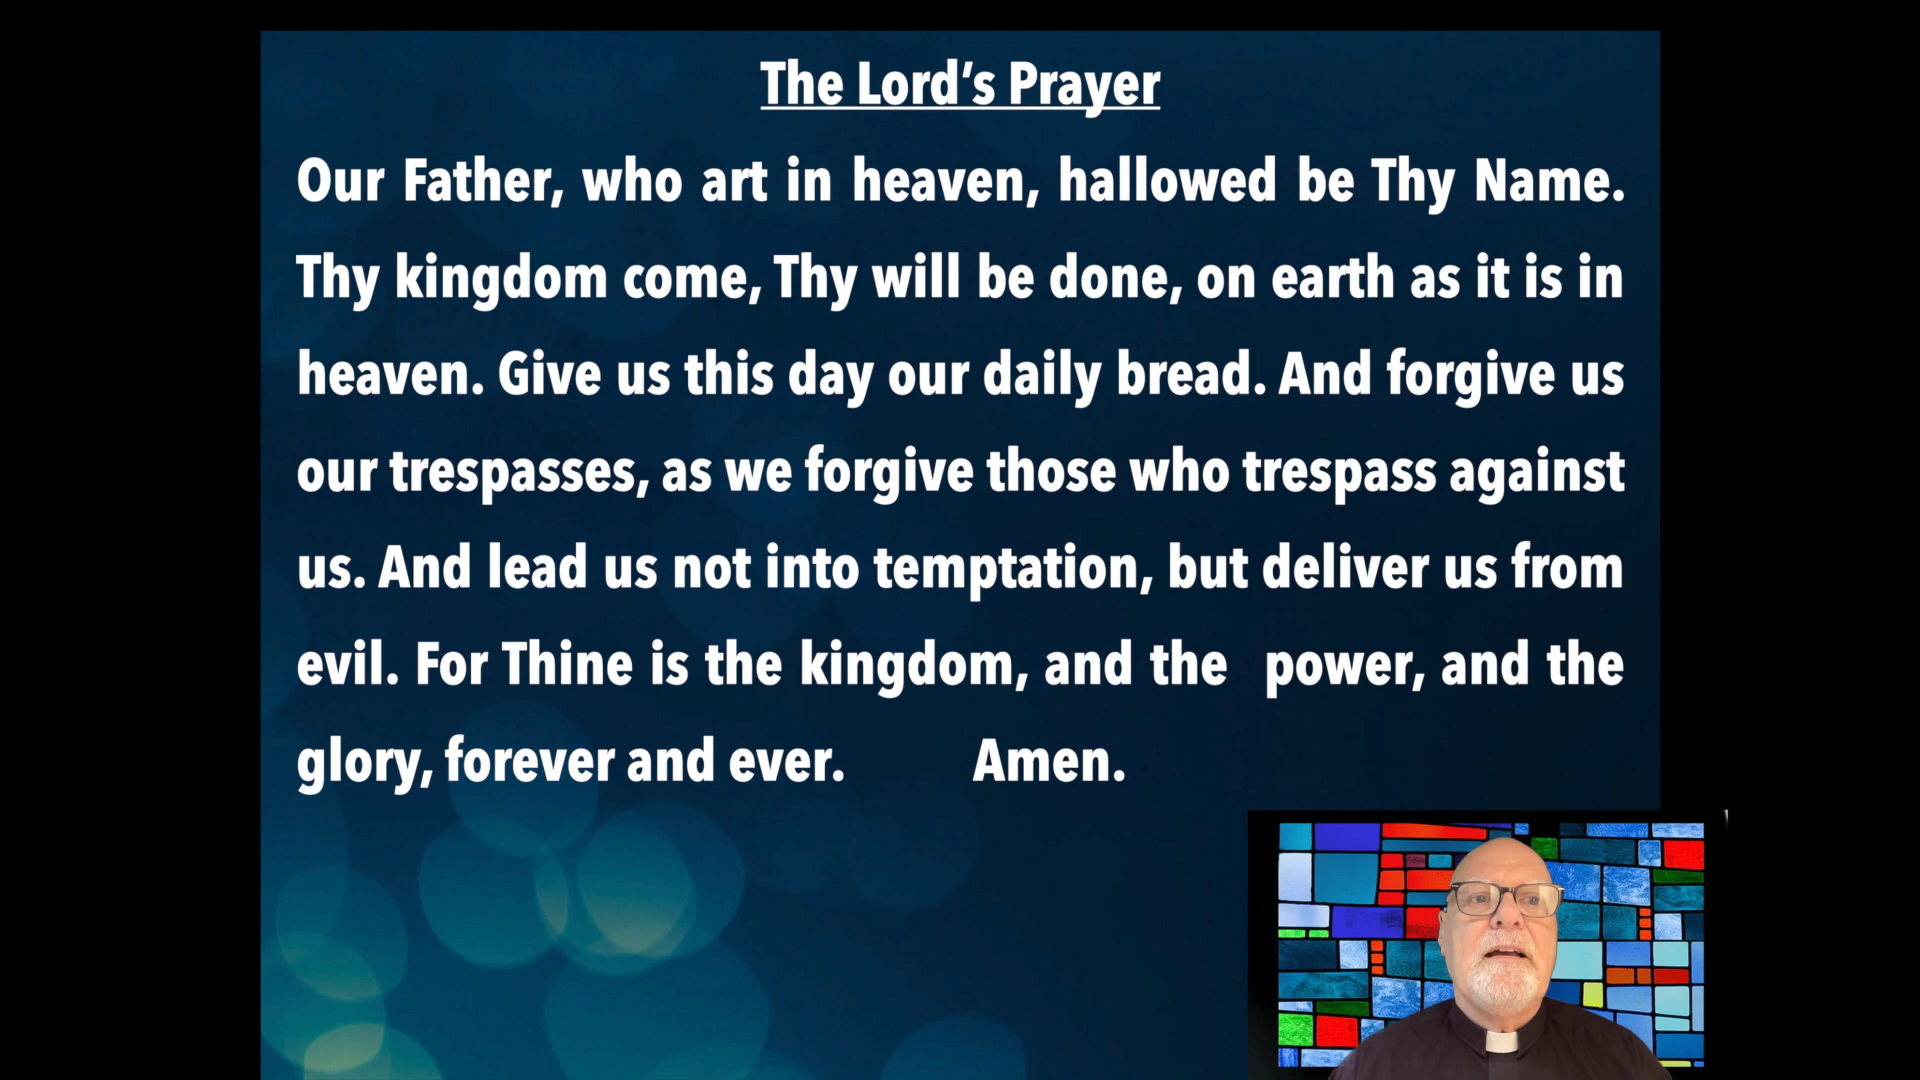 The Lord’s Prayer
Our Father, who art in heaven, hallowed be Thy Name.
Thy kingdom come, Thy will be done, on earth as it is in
heaven. Give us this day our daily bread. And forgive us
our trespasses, as we forgive those who trespass against
us. And lead us not into temptation, but deliver us from
evil. For Thine is the kingdom, and the power, and the
glory, forever and ever. Amen.